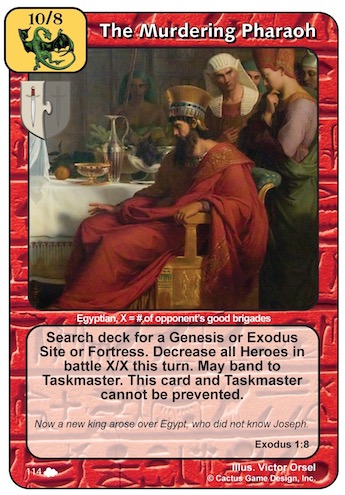 10/8
The Murdering Pharaoh
Egyptian, X = # of opponent's good brigades
Search deck for a Genesis or Exodus
Site or Fortress. Decrease all Heroes in
battle X/X this turn. May band to
Taskmaster. This card and Taskmaster
cannot be prevented.
Now a new king arose over Egypt, who did not know Joseph.
Exodus 1:8
114
Illus. Victor Orsel
© Cactus Game Design, Inc.